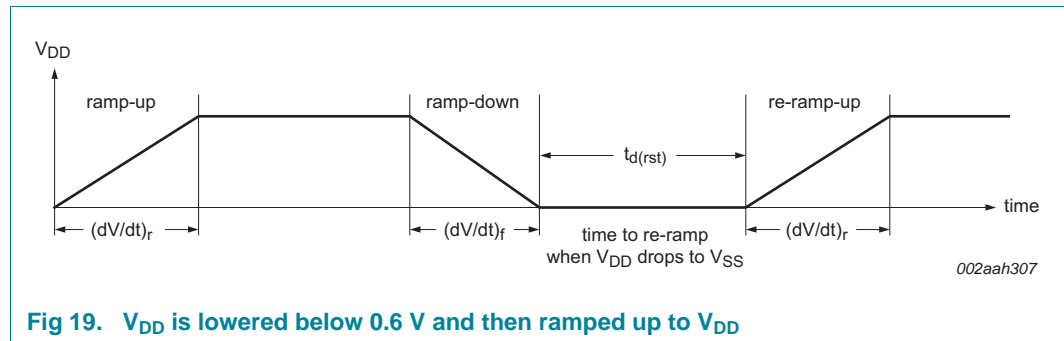 VDD
ramp-up
ramp-down
re-ramp-up
td(rst)
time
(dV/dt)r
(dV/dt)f
time to re-ramp
when VDD drops to VSS
(dV/dt)r
002aah307
Fig 19. VDD is lowered below 0.6 V and then ramped up to VDD